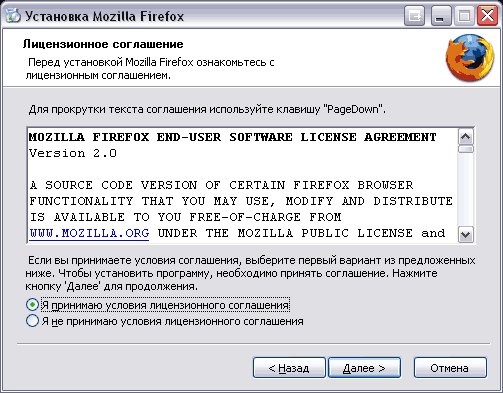 Установка Mozilla Firefox
Лицензионное соглашение
Перед установкой Mozilla Firefox ознакомьтесь с
лицензионным соглашением.
Для прокрутки текста соглашения используйте клавишу "PageDown".
MOZILLA FIREFOX END-USER SOFTWARE LICENSE AGREEMENT
Version 2.0
A SOURCE CODE VERSION OF CERTAIN FIREFOX BROWSER
FUNCTIONALITY THAT YOU MAY USE, MODIFY AND DISTRIBUTE
IS AVAILABLE TO YOU FREE-OF-CHARGE FROM
WWW.MOZILLA.ORG UNDER THE MOZILLA PUBLIC LICENSE and
Если вы принимаете условия соглашения, выберите первый вариант из предложенных
ниже. Чтобы установить программу, необходимо принять соглашение. Нажмите
кнопку 'Далее' для продолжения.
Я принимаю условия лицензионного соглашения
Я не принимаю условия лицензионного соглашения
< Назад
Далее >
Отмена